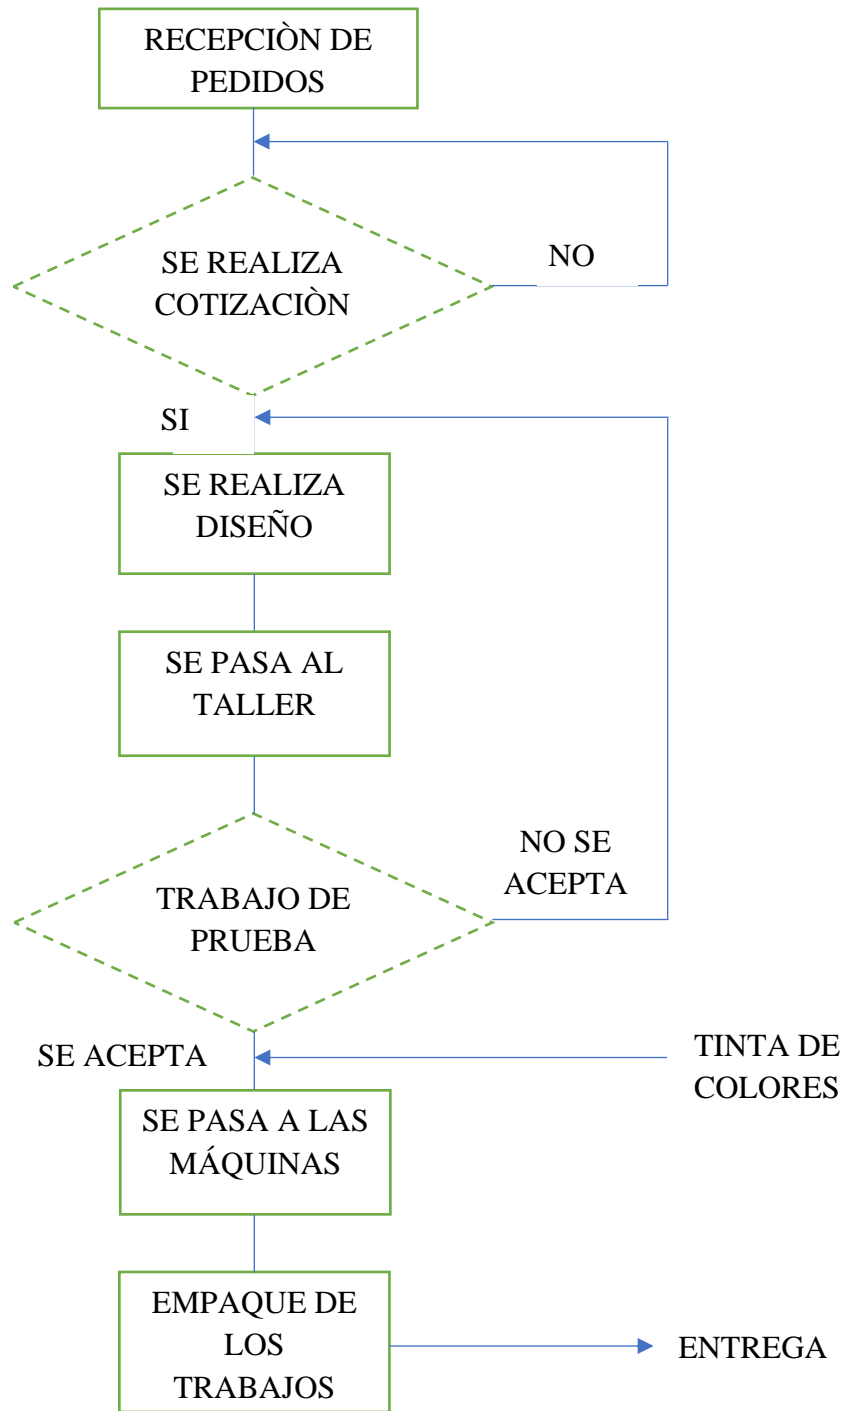 RECEPCIÒN DE
PEDIDOS
SE REALIZA
COTIZACIÒN
NO
SI
SE REALIZA
DISEÑO
SE PASA AL
TALLER
TRABAJO DE
PRUEBA
NO SE
ACEPTA
SE ACEPTA
TINTA DE
COLORES
SE PASA A LAS
MÁQUINAS
EMPAQUE DE
LOS
TRABAJOS
ENTREGA